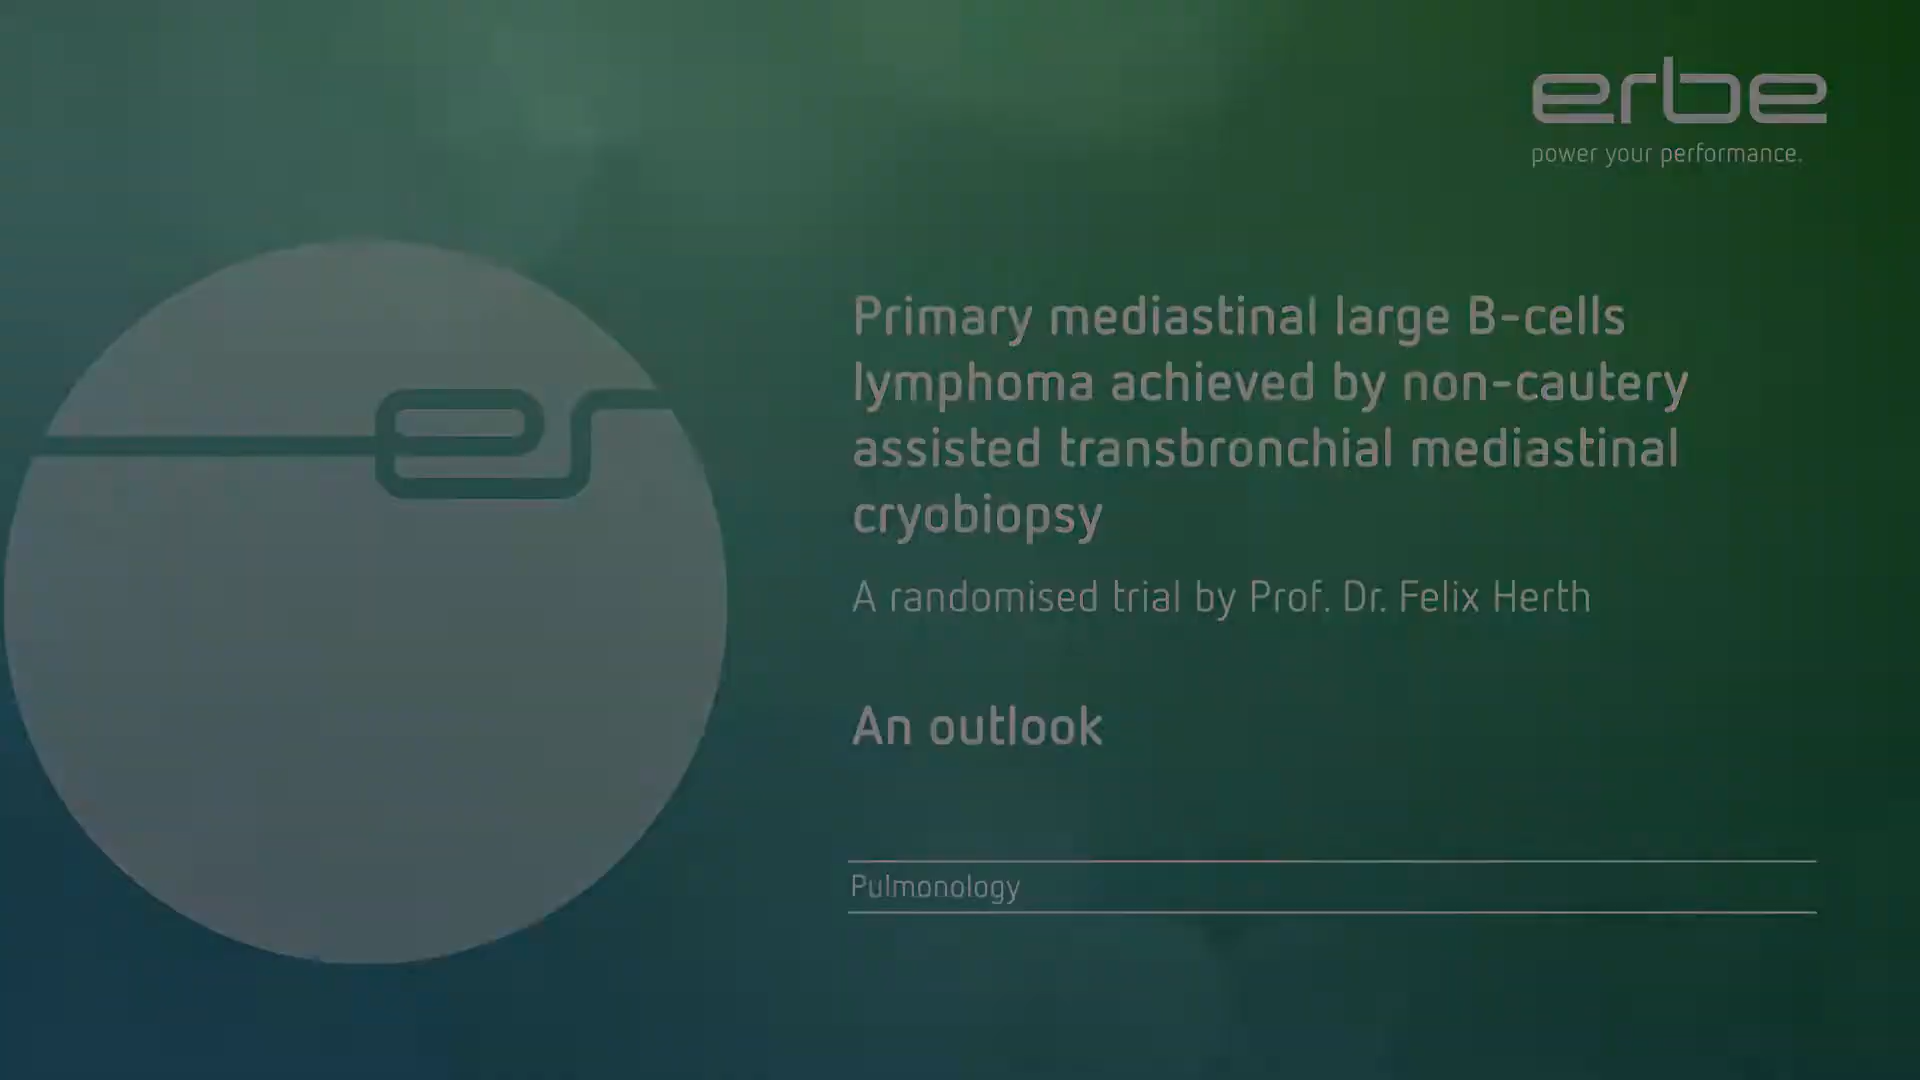 erbe
power your performance.
Primary mediastinal large B-cells
lymphoma achieved by non-cautery
assisted transbronchial mediastinal
cryobiopsy
A randomised trial by Prof. Dr. Felix Herth
An outlook
Pulmonology